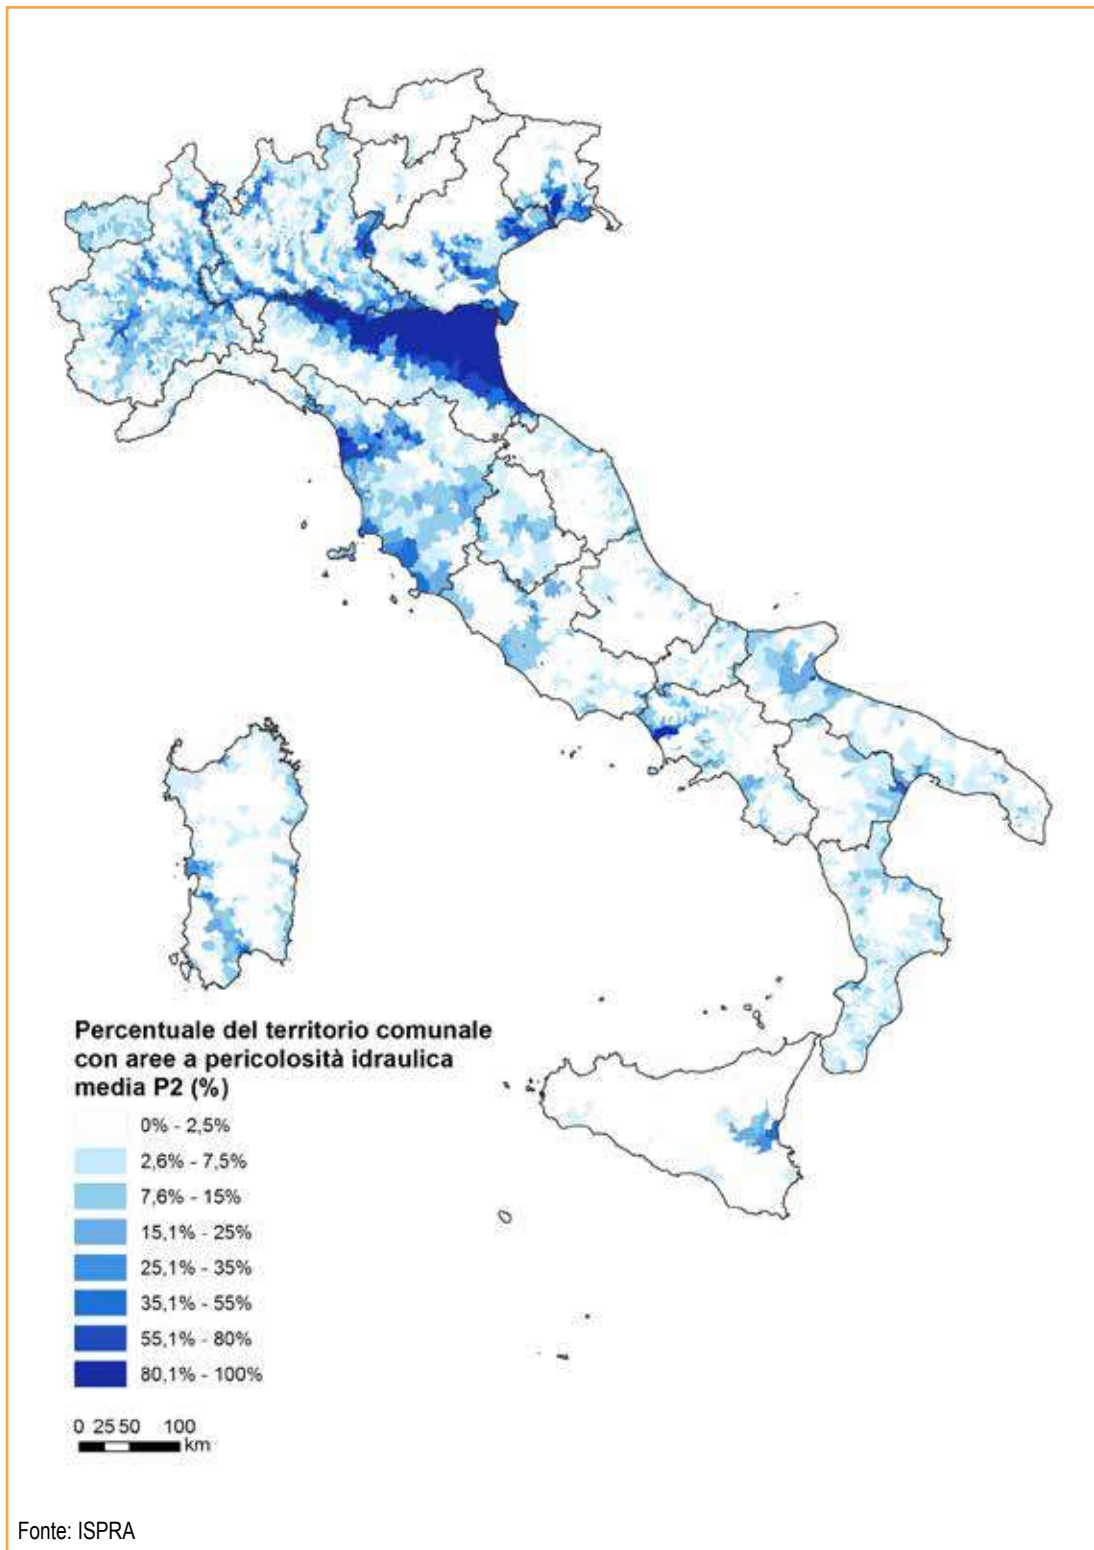 Percentuale del territorio comunale
con aree a pericolosità idraulica
media P2 (%)
0% - 2,5%
2,6% - 7,5%
7,6% - 15%
15,1% - 25%
25,1% - 35%
35,1% - 55%
55,1% - 80%
80,1% - 100%
0 25 50 100
km
Fonte: ISPRA